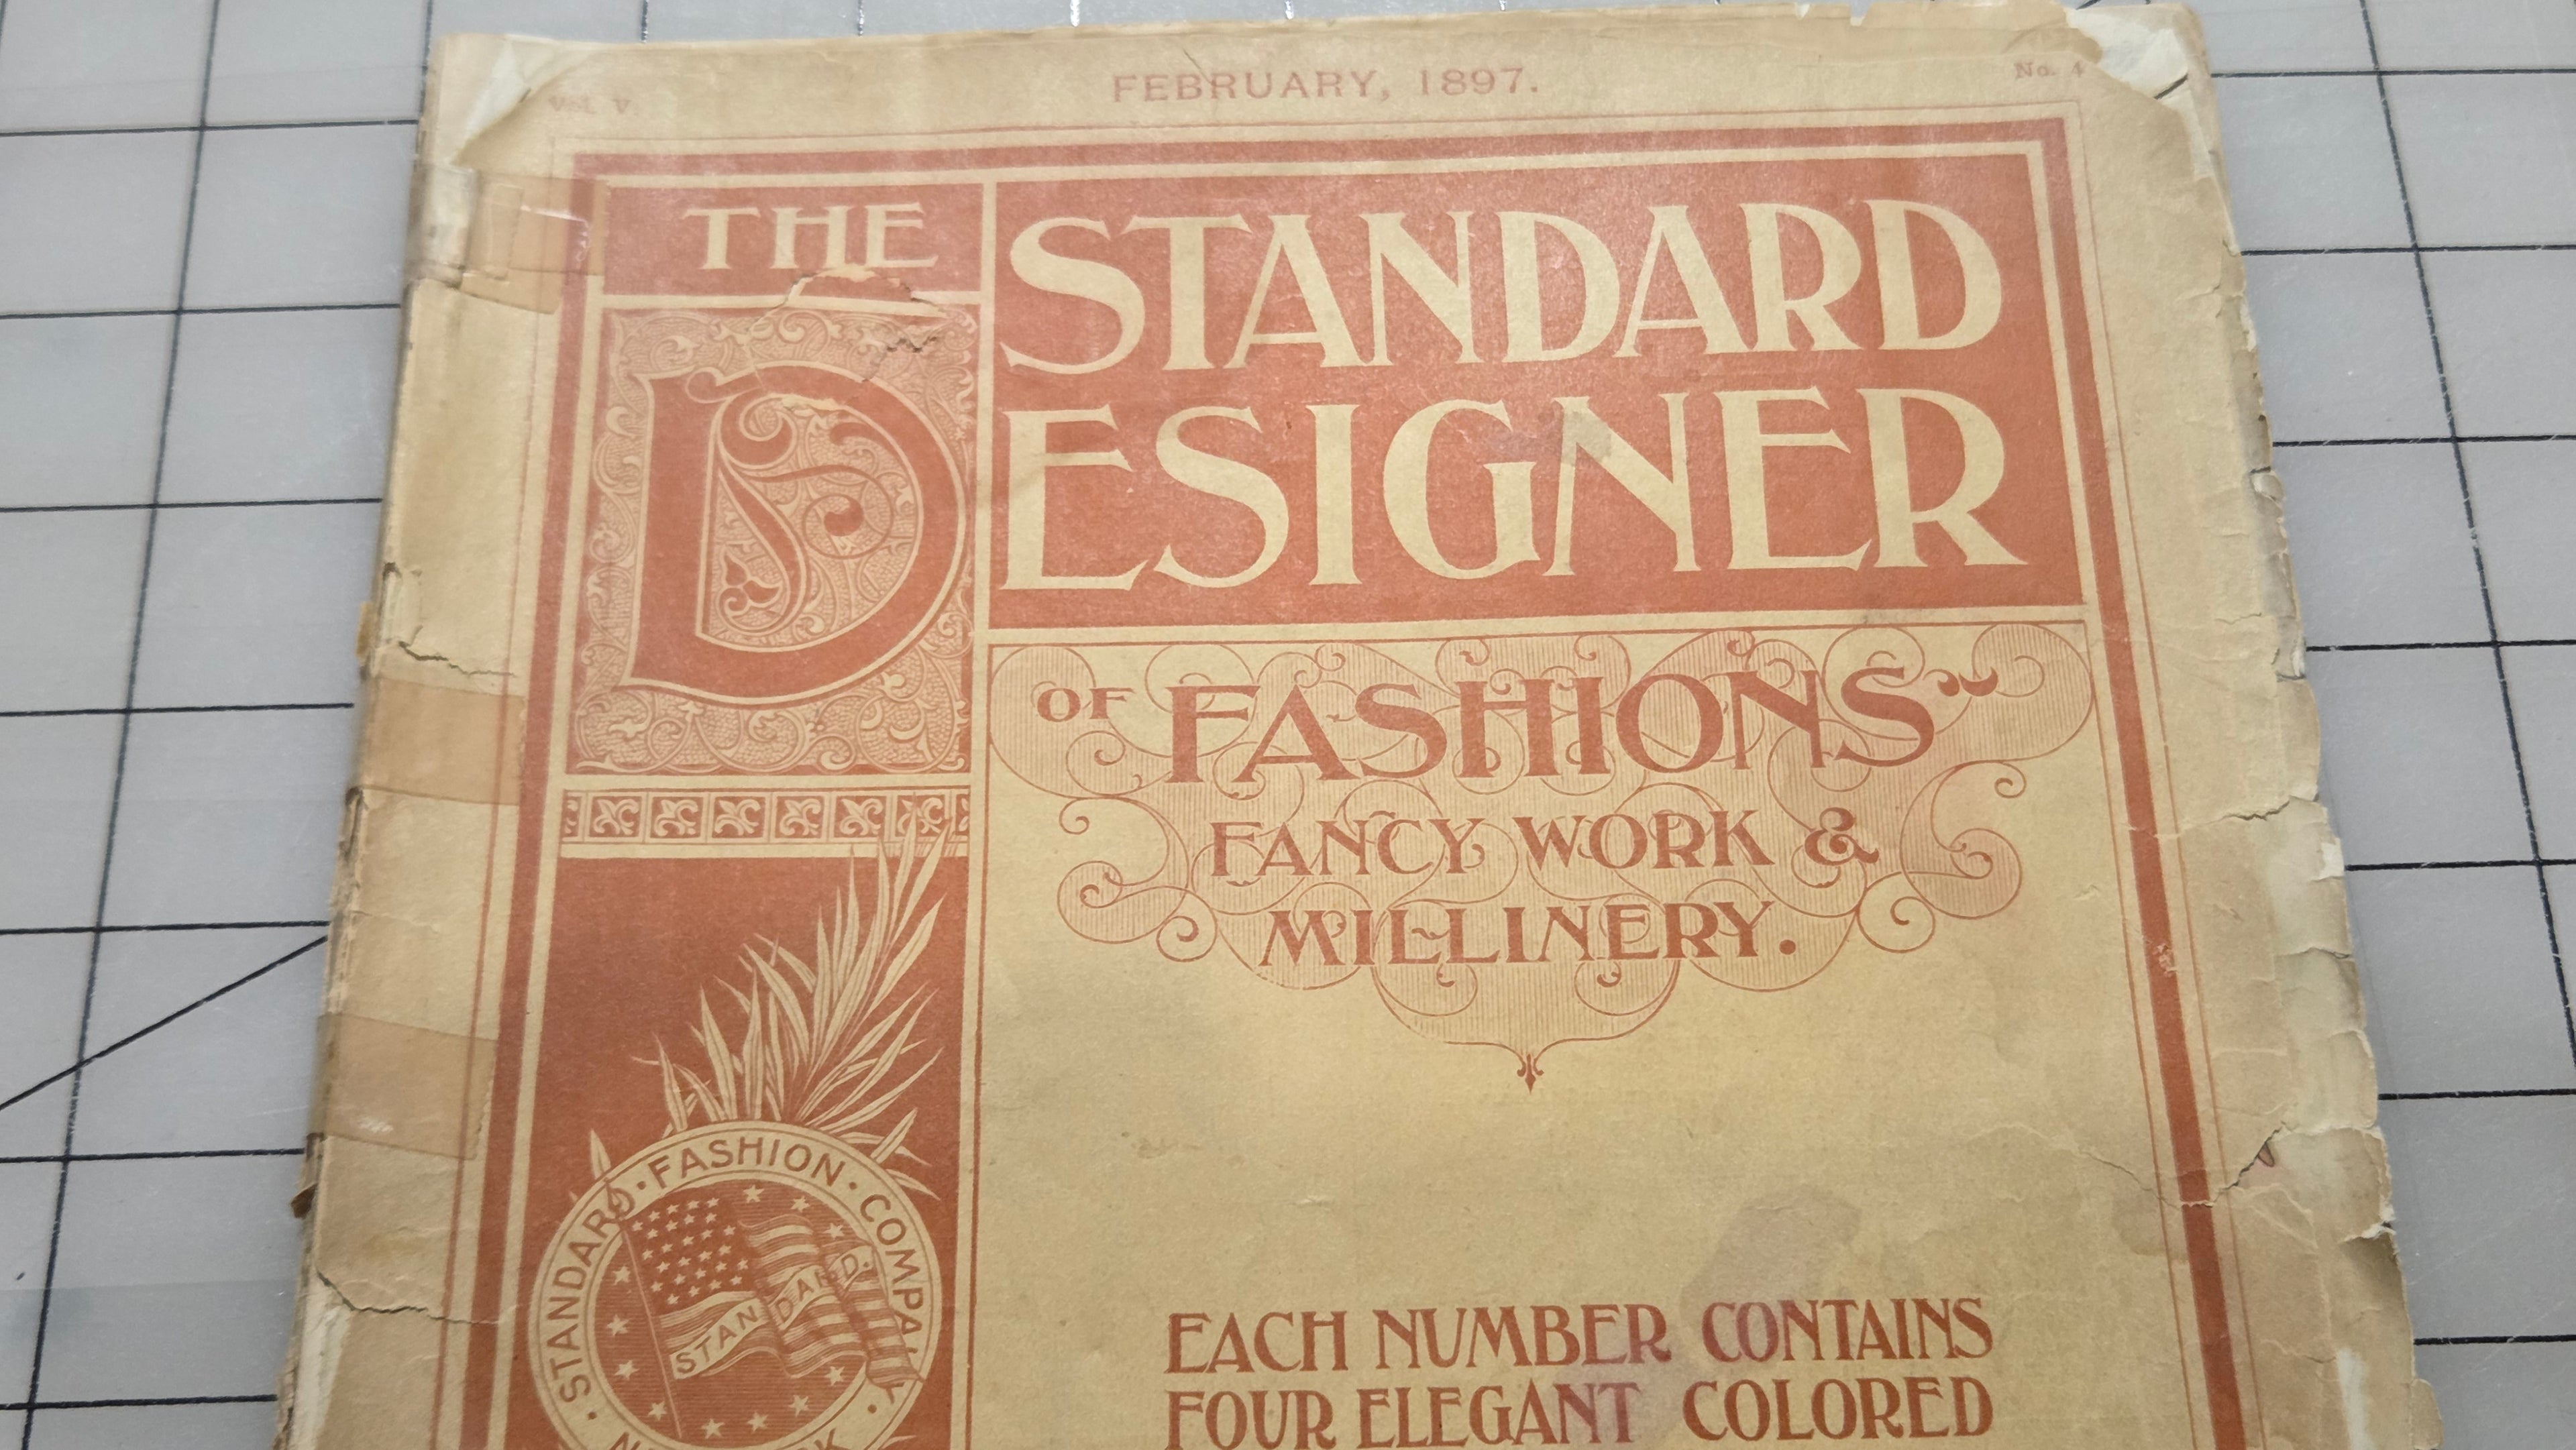 FEBRUARY, 1897.
Vol. V
No. 4
THE
STANDARD
DESIGNER
OF FASHIONS
FANCY WORK &
MILLINERY.
STANDARD · FASHION · COMPANY ·
STANDARD.
EACH NUMBER CONTAINS
FOUR ELEGANT COLORED